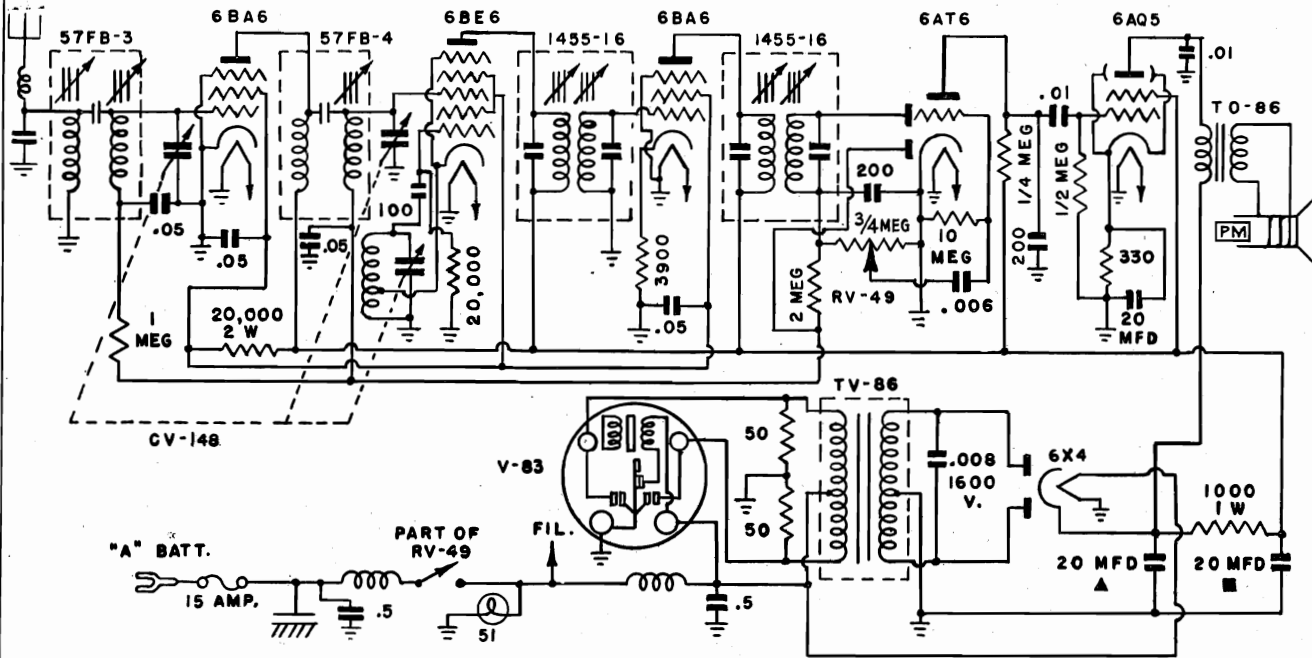 6BA6
6BE6
6BA6
6AT6
6AQ5
57FB-3
57FB-4
1455-16
1455-16
.01
.01
TO-86
200
1/4 MEG
1/2 MEG
100
3/4 MEG
.05
.05
.05
20,000
3900
2 MEG
RV-49
10
MEG
.006
200
330
PM
1
MEG
20,000
2 W
.05
20
MFD
CV-148
TV-86
V-83
50
50
.008
1600
V.
6X4
1000
1 W
"A" BATT.
PART OF
RV-49
FIL.
15 AMP.
.5
51
.5
20 MFD
▲
20 MFD
■